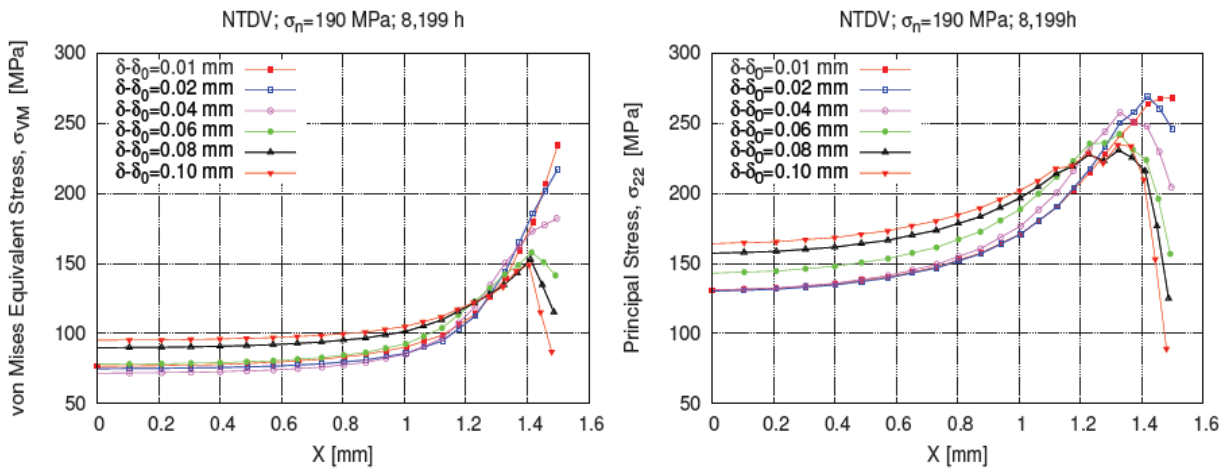 NTDV; σn=190 MPa; 8,199 h
von Mises Equivalent Stress, σVM [MPa]
300
250
200
150
100
50
δ-δ0=0.01 mm
δ-δ0=0.02 mm
δ-δ0=0.04 mm
δ-δ0=0.06 mm
δ-δ0=0.08 mm
δ-δ0=0.10 mm
0 0.2 0.4 0.6 0.8 1 1.2 1.4 1.6
X [mm]
NTDV; σn=190 MPa; 8,199h
Principal Stress, σ22 [MPa]
300
250
200
150
100
50
δ-δ0=0.01 mm
δ-δ0=0.02 mm
δ-δ0=0.04 mm
δ-δ0=0.06 mm
δ-δ0=0.08 mm
δ-δ0=0.10 mm
0 0.2 0.4 0.6 0.8 1 1.2 1.4 1.6
X [mm]